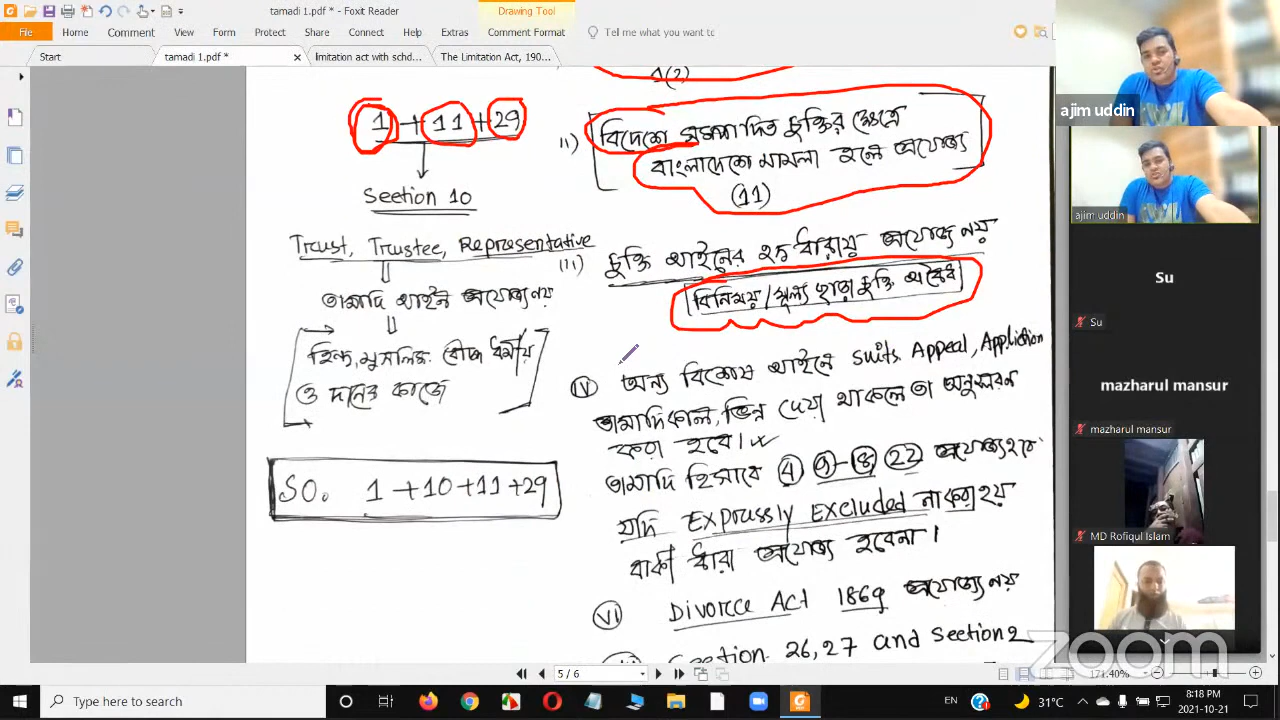 tamadi 1.pdf * - Foxit Reader
Drawing Tool
File Home Comment View Form Protect Share Connect Help Extras Comment Format Tell me what you want to
Start tamadi 1.pdf * limitation act with schd... The Limitation Act, 190...
1(2)
1 + 11 + 29
Section 10
Trust, Trustee, Representative
তামাদি আইন প্রযোজ্য নয়
হিন্দু, মুসলিম, বৌদ্ধ ধর্মীয়
ও দানের কাজে
SO. 1 + 10 + 11 + 29
ii) বিদেশে সম্পাদিত চুক্তির ক্ষেত্রে
বাংলাদেশে মামলা হলে প্রযোজ্য
(11)
iii) চুক্তি আইনের ২৫ ধারায় প্রযোজ্য নয়
বিনিময়/মূল্য ছাড়া চুক্তি অবৈধ
iv অন্য বিশেষ আইনে Suits, Appeal, Application
তামাদিকাল, ভিন্ন দেয়া থাকলে তা অনুসরন
করা হবে।
তামাদি হিসাবে 4 9-18 22 প্রযোজ্য হবে
যদি Expressly Excluded না করা হয়
বাকী ধারা প্রযোজ্য হবেনা।
vi Divorce Act 1869 প্রযোজ্য নয়
Section 26, 27 and Section 2
ajim uddin
ajim uddin
Su
Su
mazharul mansur
mazharul mansur
MD Rofiqul Islam
zoom
5 / 6
171.40%
Type here to search
31°C
ENG
8:18 PM
2021-10-21